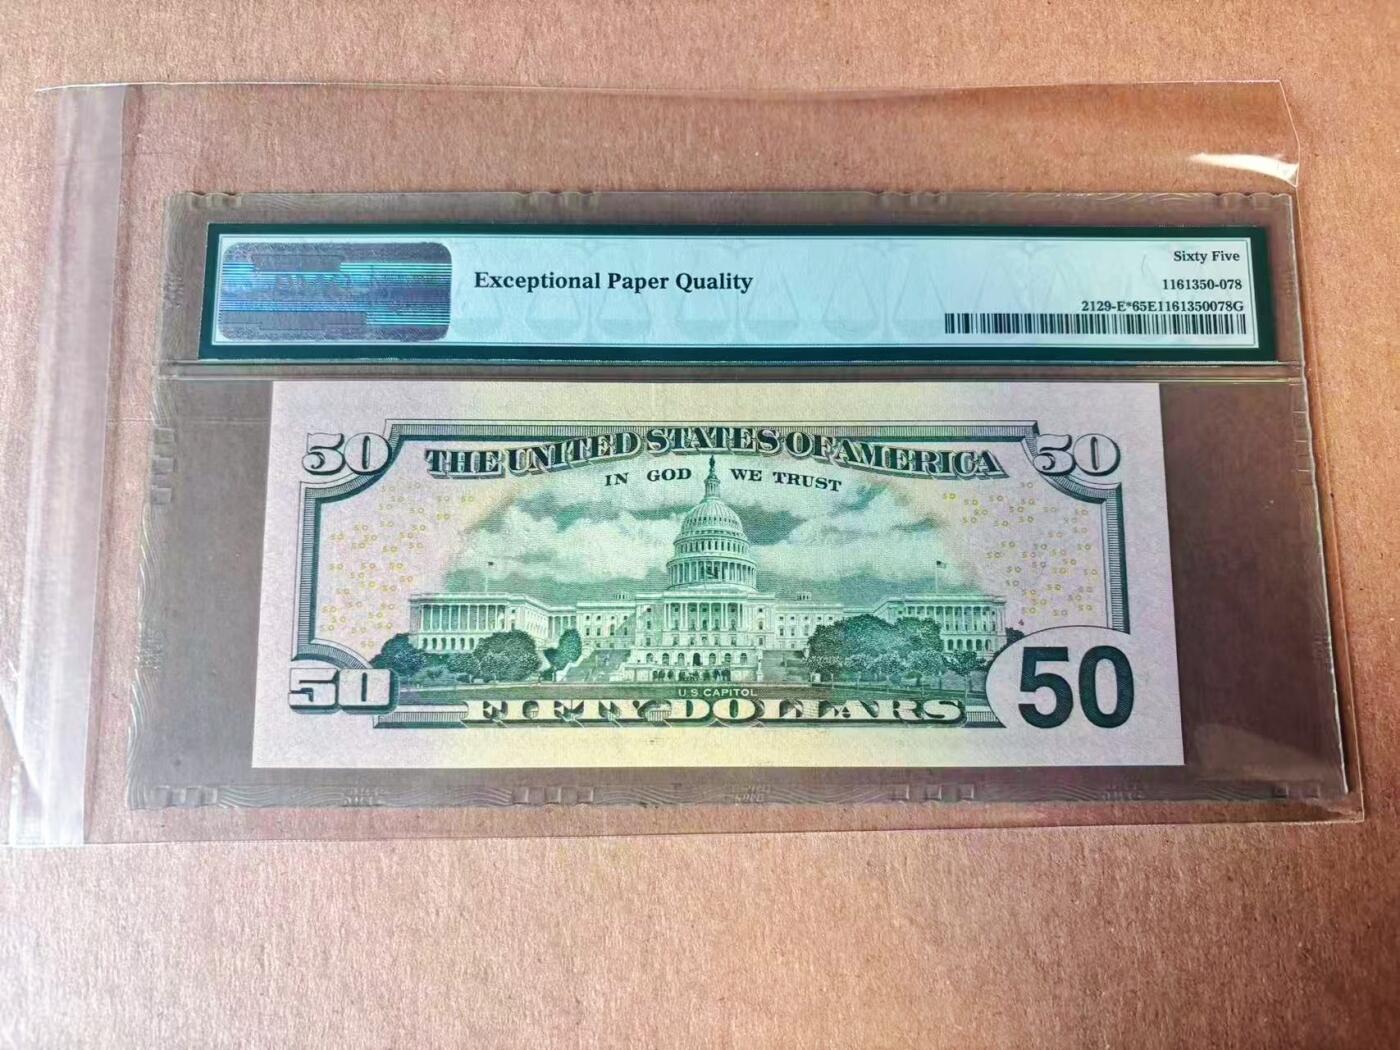 Sixty Five
Exceptional Paper Quality
1161350-078
2129-E*65E1161350078G
50
50
THE UNITED STATES OF AMERICA
IN GOD WE TRUST
50
50
U.S. CAPITOL
FIFTY DOLLARS